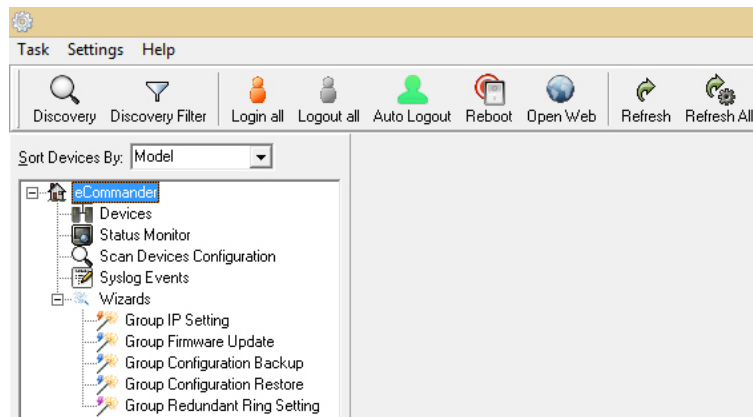 Task Settings Help
Discovery Discovery Filter Login all Logout all Auto Logout Reboot Open Web Refresh Refresh All
Sort Devices By: Model
eCommander
Devices
Status Monitor
Scan Devices Configuration
Syslog Events
Wizards
Group IP Setting
Group Firmware Update
Group Configuration Backup
Group Configuration Restore
Group Redundant Ring Setting